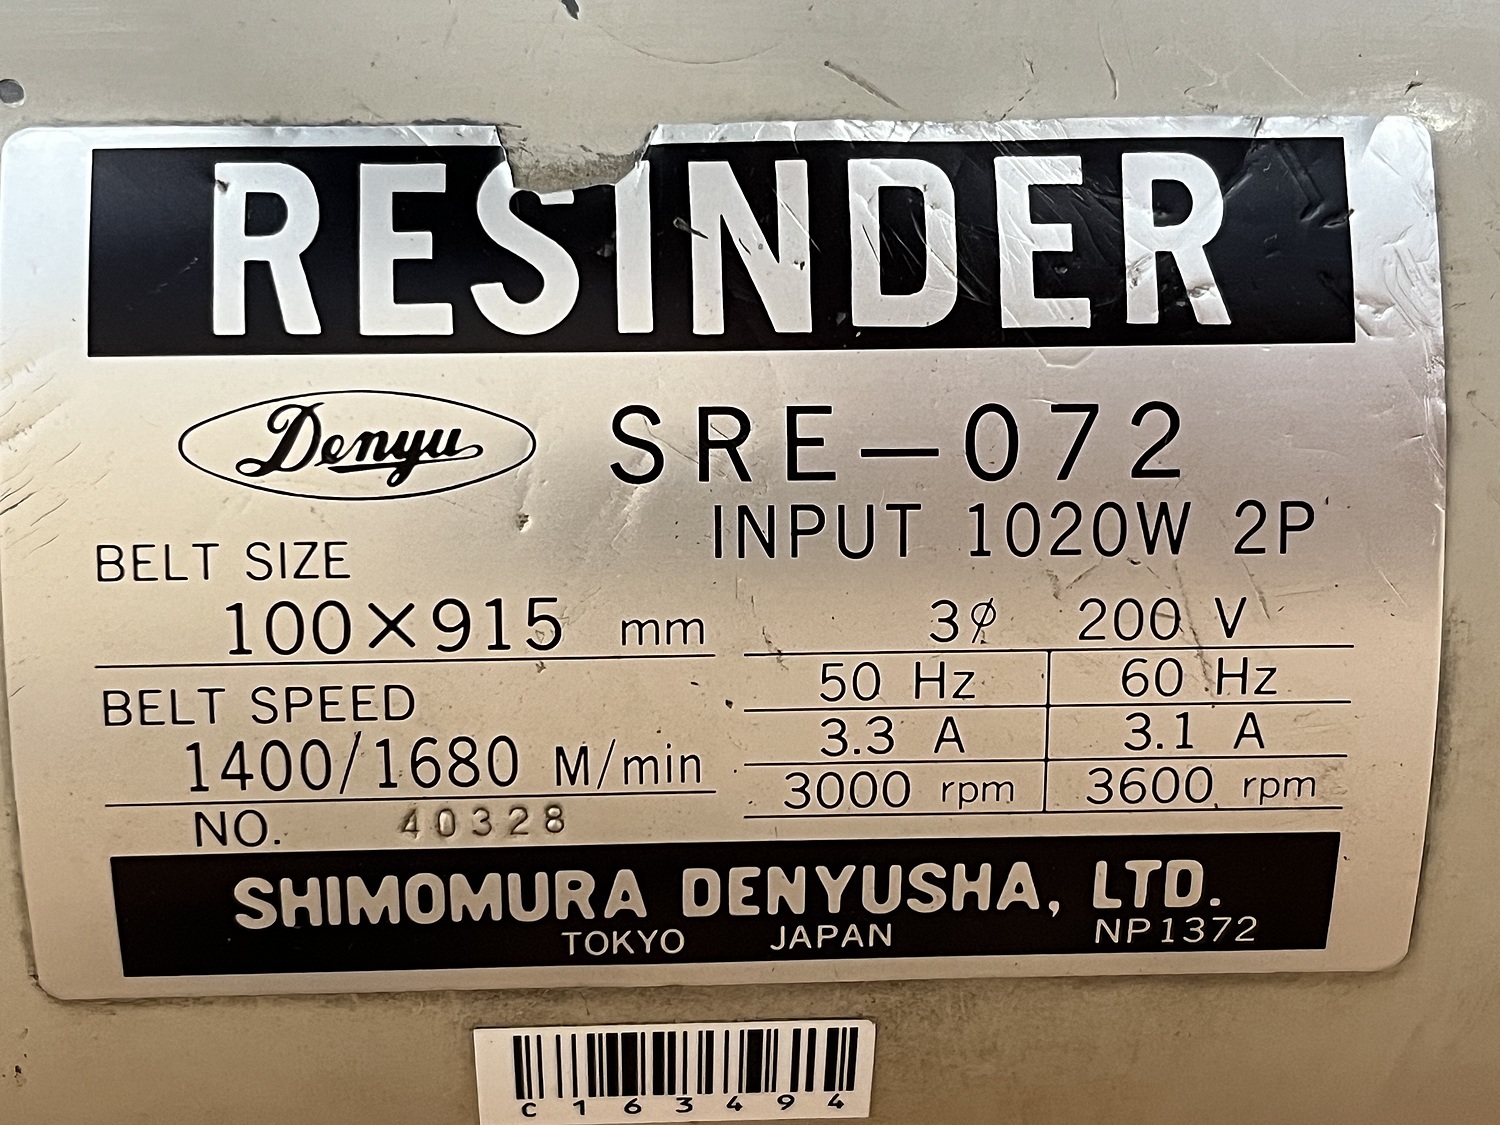 RESINDER
Denyu SRE-072
INPUT 1020W 2P
BELT SIZE
100×915 mm
3φ 200 V
50 Hz 60 Hz
BELT SPEED
3.3 A 3.1 A
1400/1680 M/min
3000 rpm 3600 rpm
NO. 40328
SHIMOMURA DENYUSHA, LTD.
TOKYO JAPAN NP1372
C163494